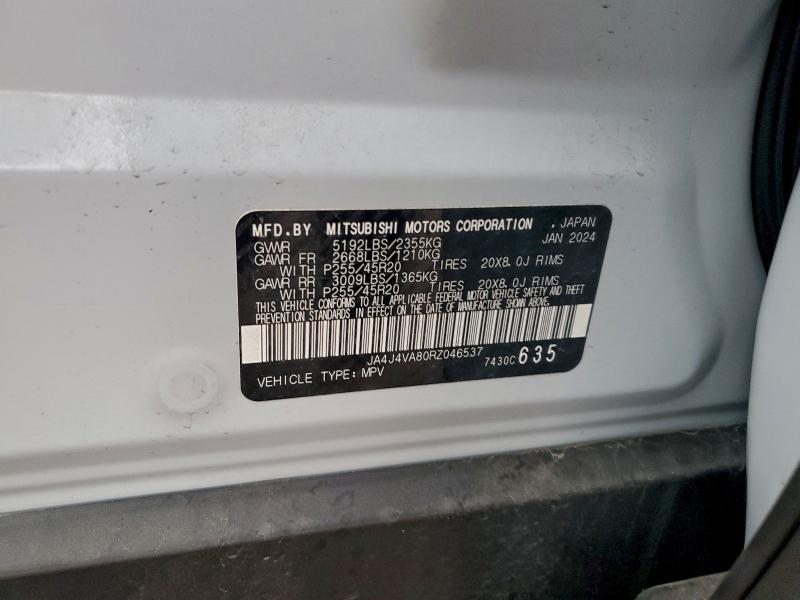 MFD.BY MITSUBISHI MOTORS CORPORATION . JAPAN
GVWR 5192LBS/2355KG JAN 2024
GAWR FR 2668LBS/1210KG
WITH P255/45R20 TIRES 20X8.0J RIMS
GAWR RR 3009LBS/1365KG
WITH P255/45R20 TIRES 20X8.0J RIMS
THIS VEHICLE CONFORMS TO ALL APPLICABLE FEDERAL MOTOR VEHICLE SAFETY AND THEFT
PREVENTION STANDARDS IN EFFECT ON THE DATE OF MANUFACTURE SHOWN ABOVE.
JA4J4VA80RZ046537 7430C 635
VEHICLE TYPE: MPV